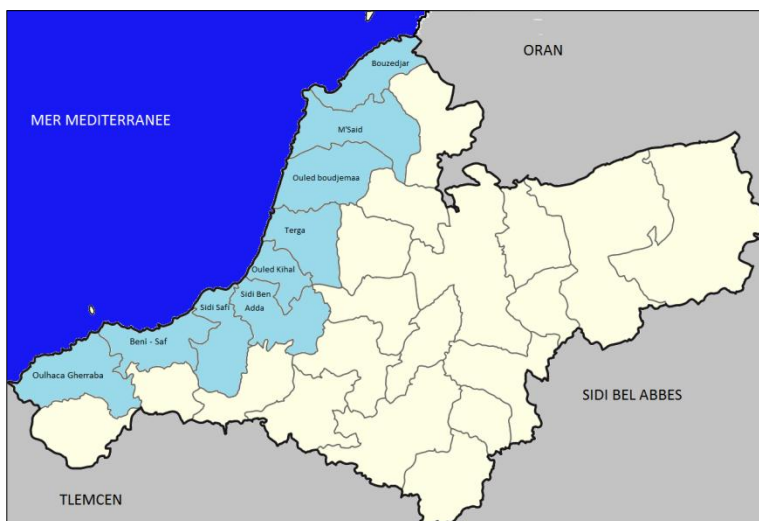 ORAN
Bouzedjar
MER MEDITERRANEE
M'Said
Ouled boudjemaa
Terga
Ouled Kihal
Sidi Ben
Adda
Sidi Safi
Beni - Saf
Oulhaca Gherraba
SIDI BEL ABBES
TLEMCEN